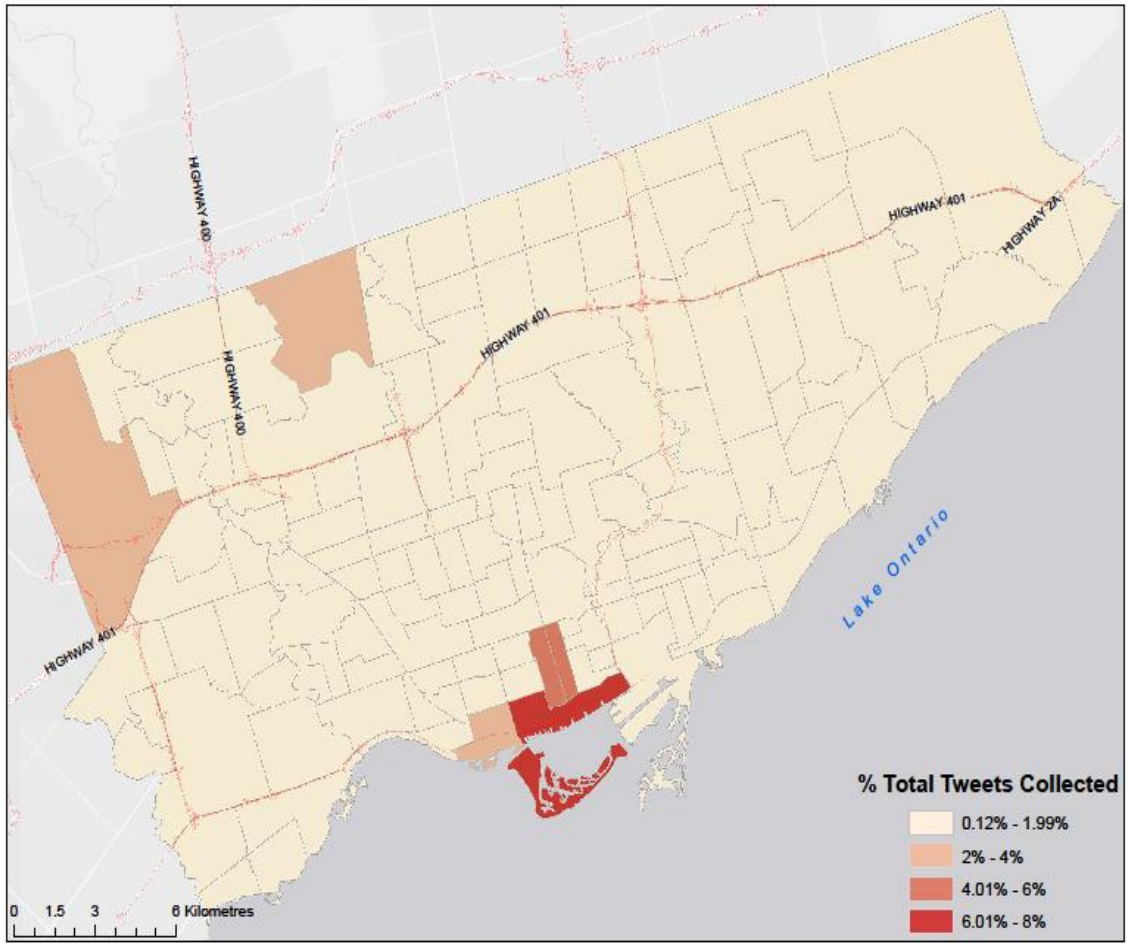 HIGHWAY 400
HIGHWAY 401
HIGHWAY 2A
HIGHWAY 401
HIGHWAY 400
Lake Ontario
HIGHWAY 401
% Total Tweets Collected
0.12% - 1.99%
2% - 4%
4.01% - 6%
6.01% - 8%
0 1.5 3 6 Kilometres